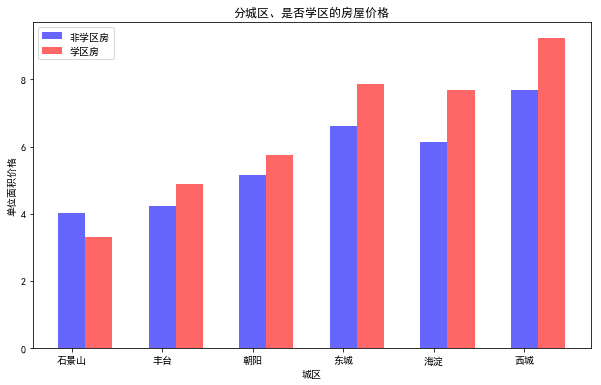 分城区、是否学区的房屋价格
非学区房
学区房
单位面积价格
8
6
4
2
0
石景山 丰台 朝阳 东城 海淀 西城
城区